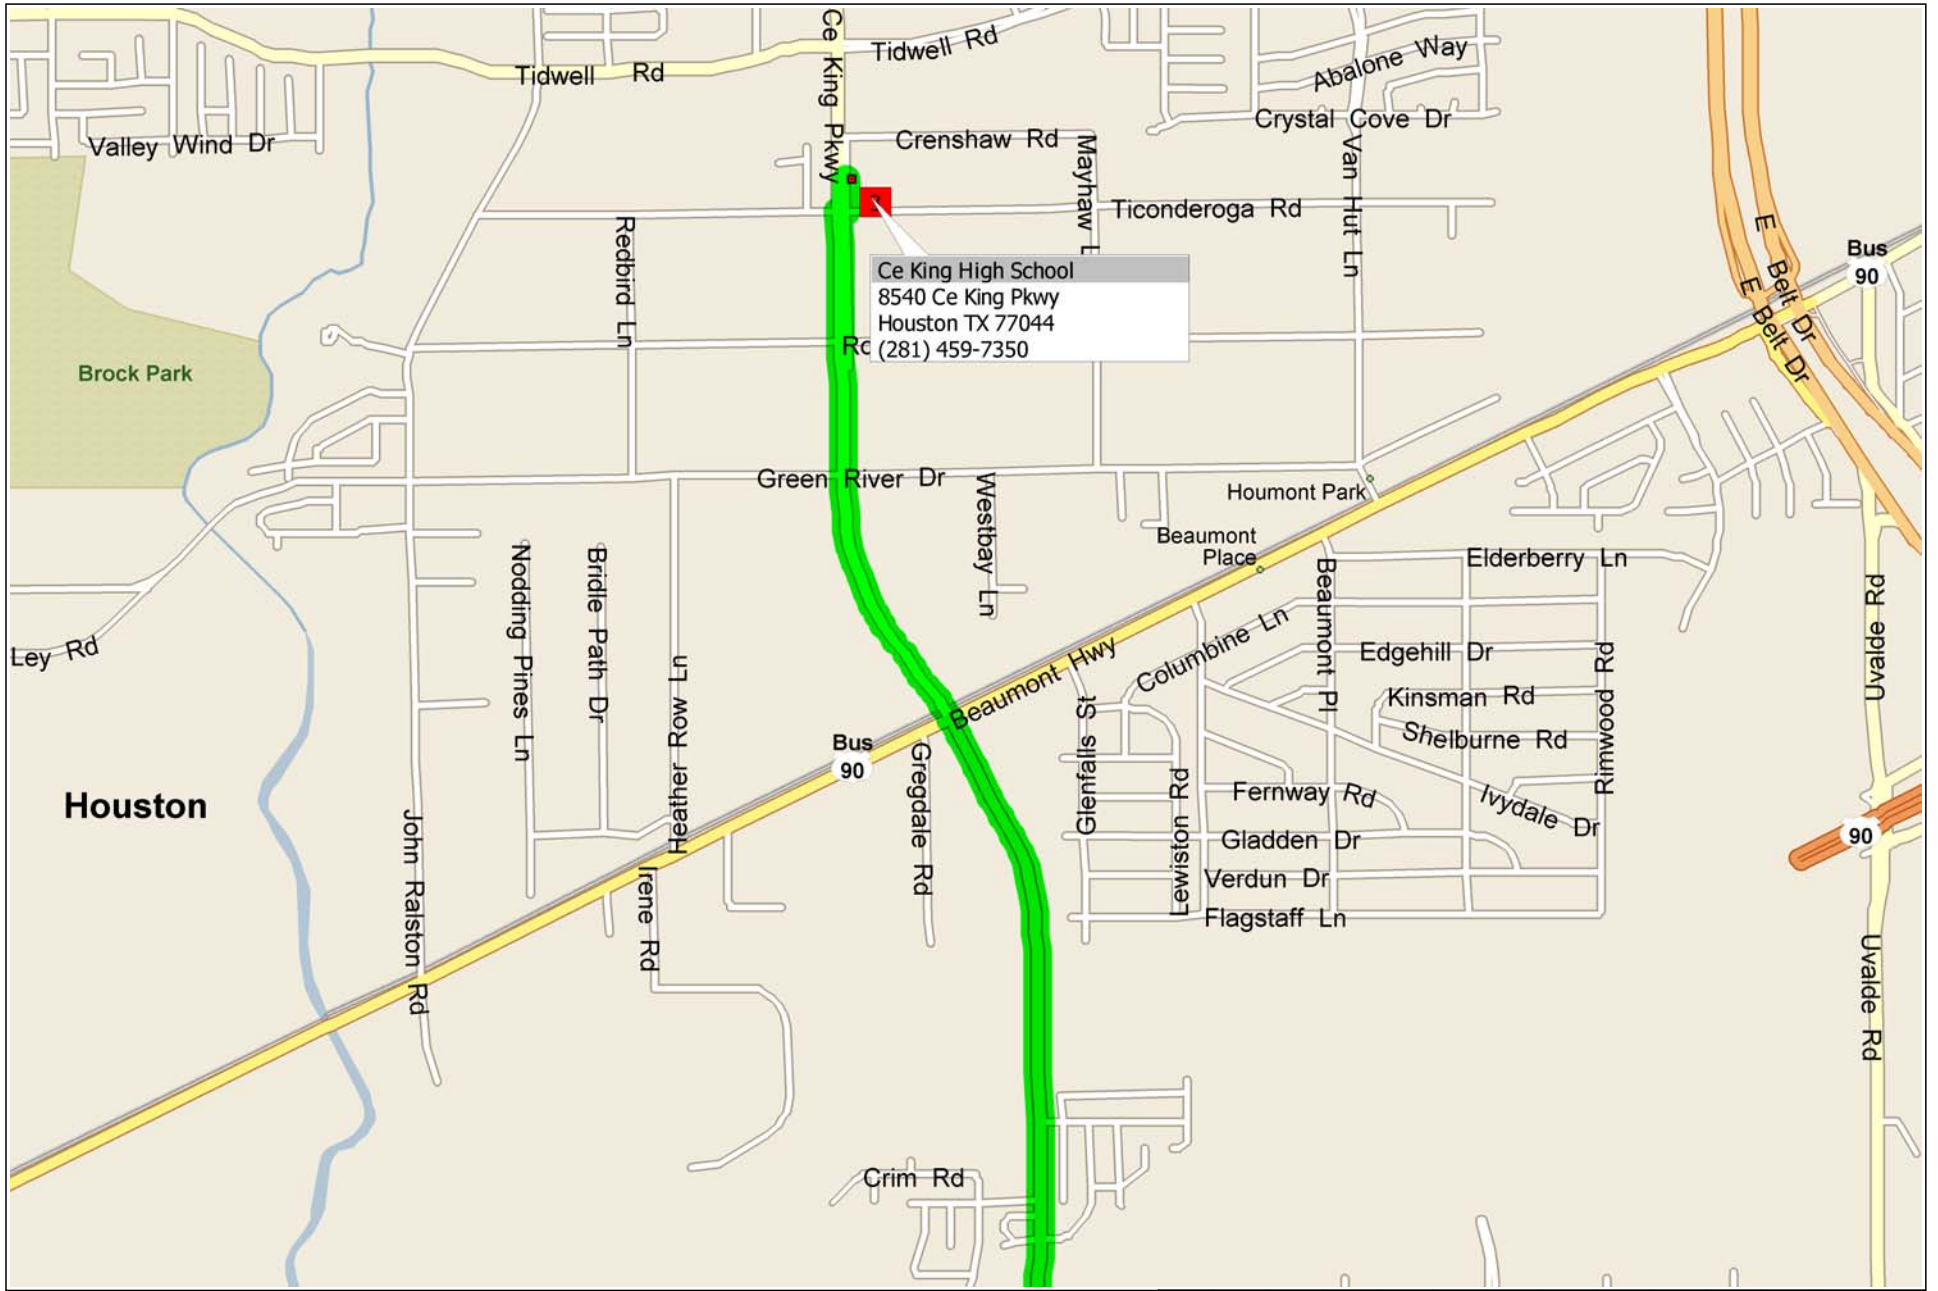 Ce King Pkwy
Tidwell Rd
Tidwell Rd
Abalone Way
Crystal Cove Dr
Valley Wind Dr
Crenshaw Rd
Mayhaw L
Van Hut Ln
Ticonderoga Rd
Redbird Ln
E Belt Dr
E Belt Dr
Bus
90
Ce King High School
8540 Ce King Pkwy
Houston TX 77044
(281) 459-7350
Brock Park
Green River Dr
Westbay Ln
Houmont Park
Beaumont
Place
Elderberry Ln
Nodding Pines Ln
Bridle Path Dr
Heather Row Ln
Beaumont Pl
Uvalde Rd
Ley Rd
Columbine Ln
Edgehill Dr
Rimwood Rd
Beaumont Hwy
Kinsman Rd
Glenfalls St
Shelburne Rd
Bus
90
Gregdale Rd
Lewiston Rd
Fernway Rd
Ivydale Dr
Houston
John Ralston Rd
Gladden Dr
90
Irene Rd
Verdun Dr
Flagstaff Ln
Uvalde Rd
Crim Rd